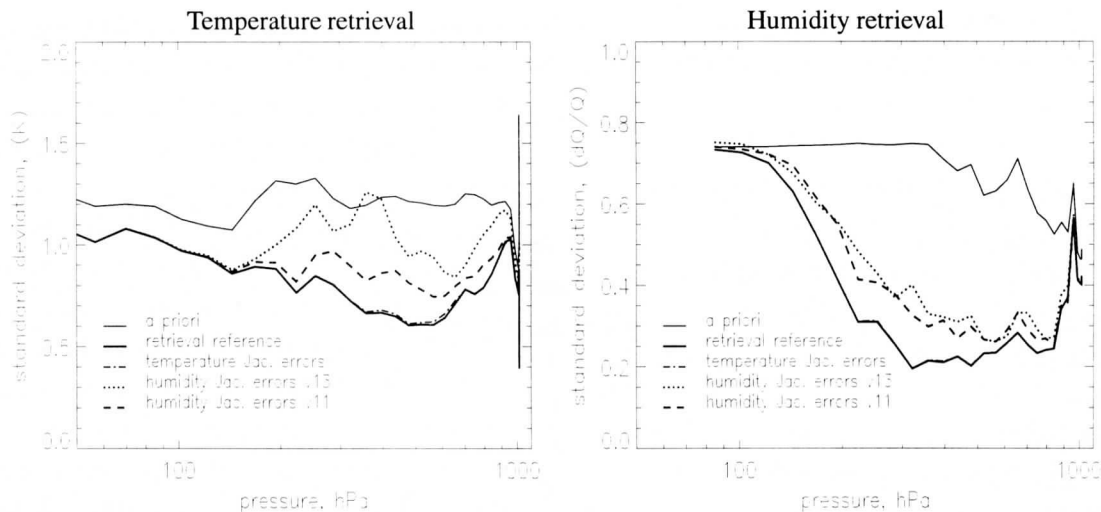 Temperature retrieval
2.0
1.5
1.0
0.5
0.0
standard deviation, (K)
a priori
retrieval reference
temperature Jac. errors
humidity Jac. errors .13
humidity Jac. errors .11
100
1000
pressure, hPa
Humidity retrieval
1.0
0.8
0.6
0.4
0.2
0.0
standard deviation, (dQ/Q)
a priori
retrieval reference
temperature Jac. errors
humidity Jac. errors .13
humidity Jac. errors .11
100
1000
pressure, hPa